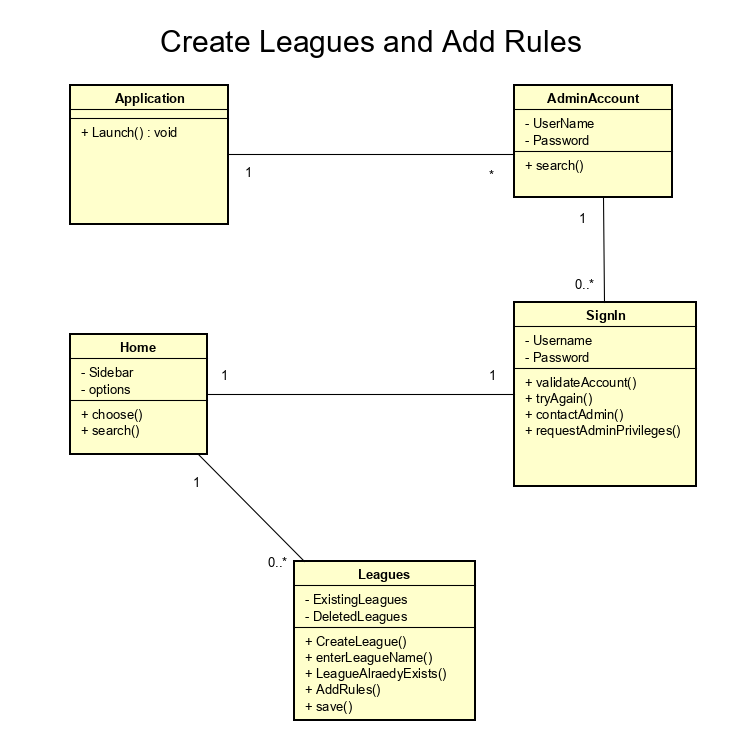 Create Leagues and Add Rules
Application
+ Launch() : void
AdminAccount
- UserName
- Password
+ search()
1
*
1
0..*
SignIn
- Username
- Password
+ validateAccount()
+ tryAgain()
+ contactAdmin()
+ requestAdminPrivileges()
Home
- Sidebar
- options
+ choose()
+ search()
1
1
1
0..*
Leagues
- ExistingLeagues
- DeletedLeagues
+ CreateLeague()
+ enterLeagueName()
+ LeagueAlraedyExists()
+ AddRules()
+ save()